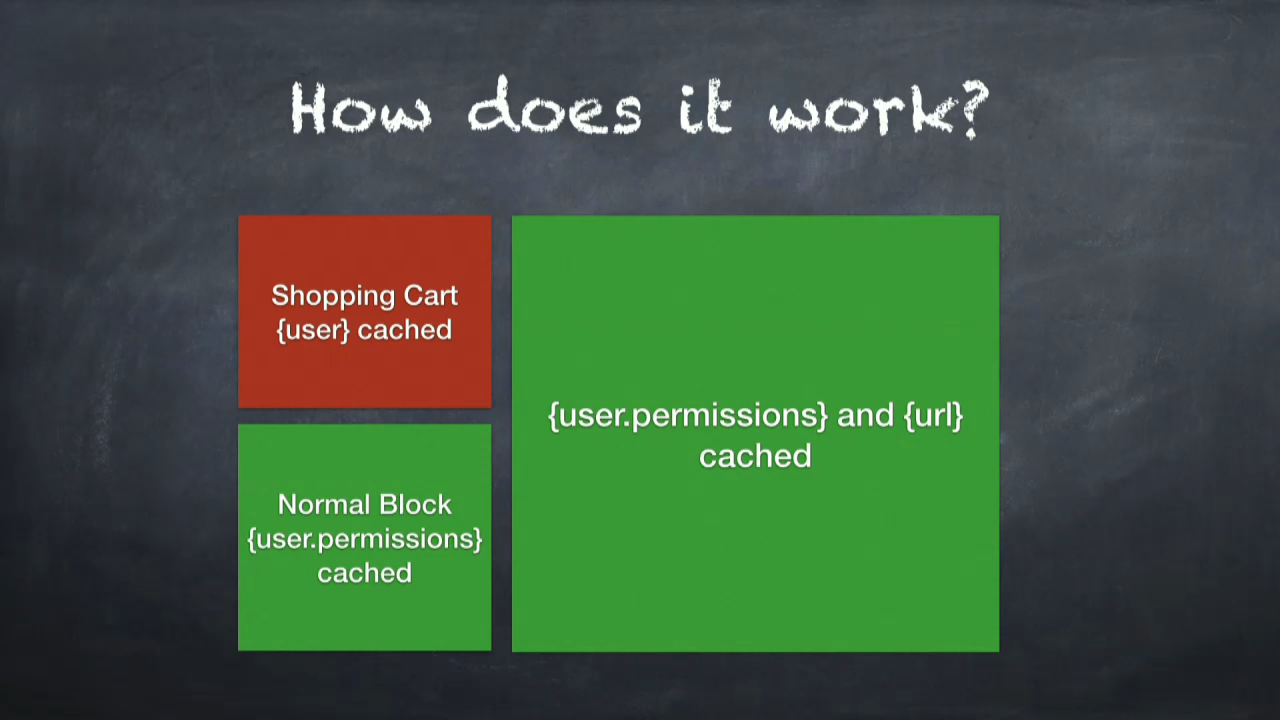 How does it work?
Shopping Cart
{user} cached
Normal Block
{user.permissions}
cached
{user.permissions} and {url}
cached